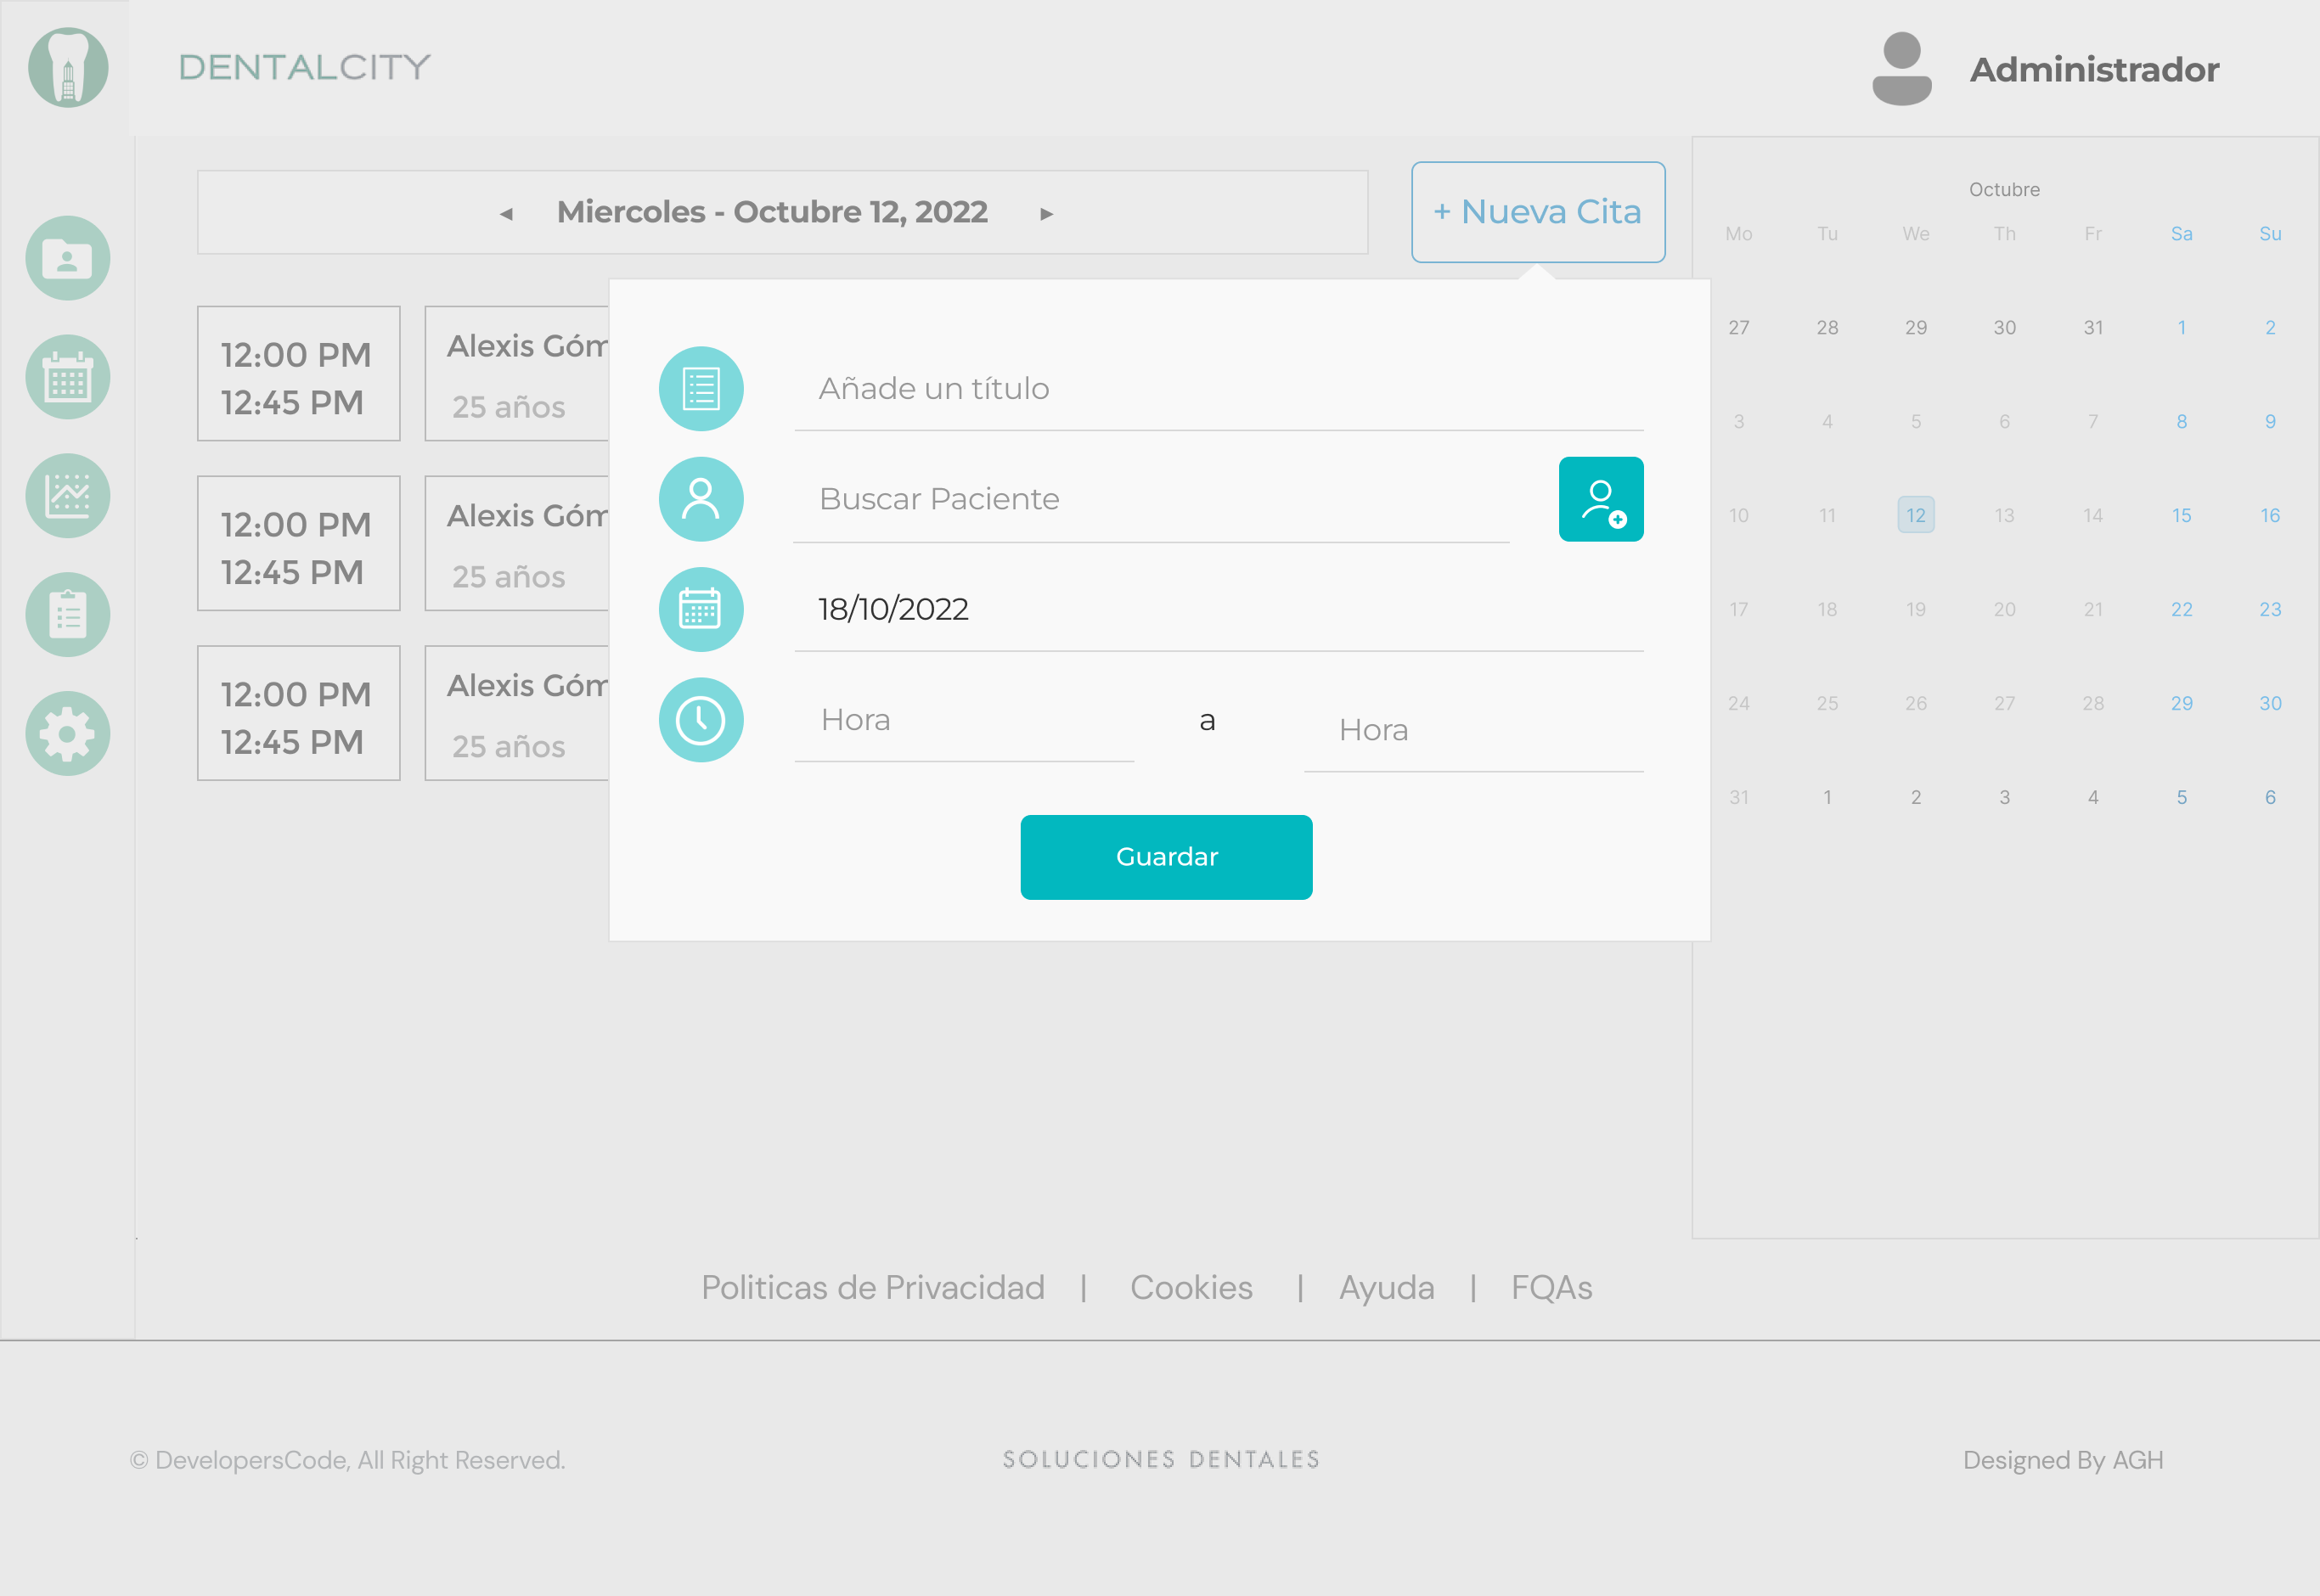 DENTALCITY
Administrador
◂ Miercoles - Octubre 12, 2022 ▸
+ Nueva Cita
12:00 PM
12:45 PM
Alexis Góm
25 años
12:00 PM
12:45 PM
Alexis Góm
25 años
12:00 PM
12:45 PM
Alexis Góm
25 años
Añade un título
Buscar Paciente
18/10/2022
Hora a Hora
Guardar
Octubre
Mo Tu We Th Fr Sa Su
27 28 29 30 31 1 2
3 4 5 6 7 8 9
10 11 12 13 14 15 16
17 18 19 20 21 22 23
24 25 26 27 28 29 30
31 1 2 3 4 5 6
Politicas de Privacidad | Cookies | Ayuda | FQAs
© DevelopersCode, All Right Reserved.
SOLUCIONES DENTALES
Designed By AGH